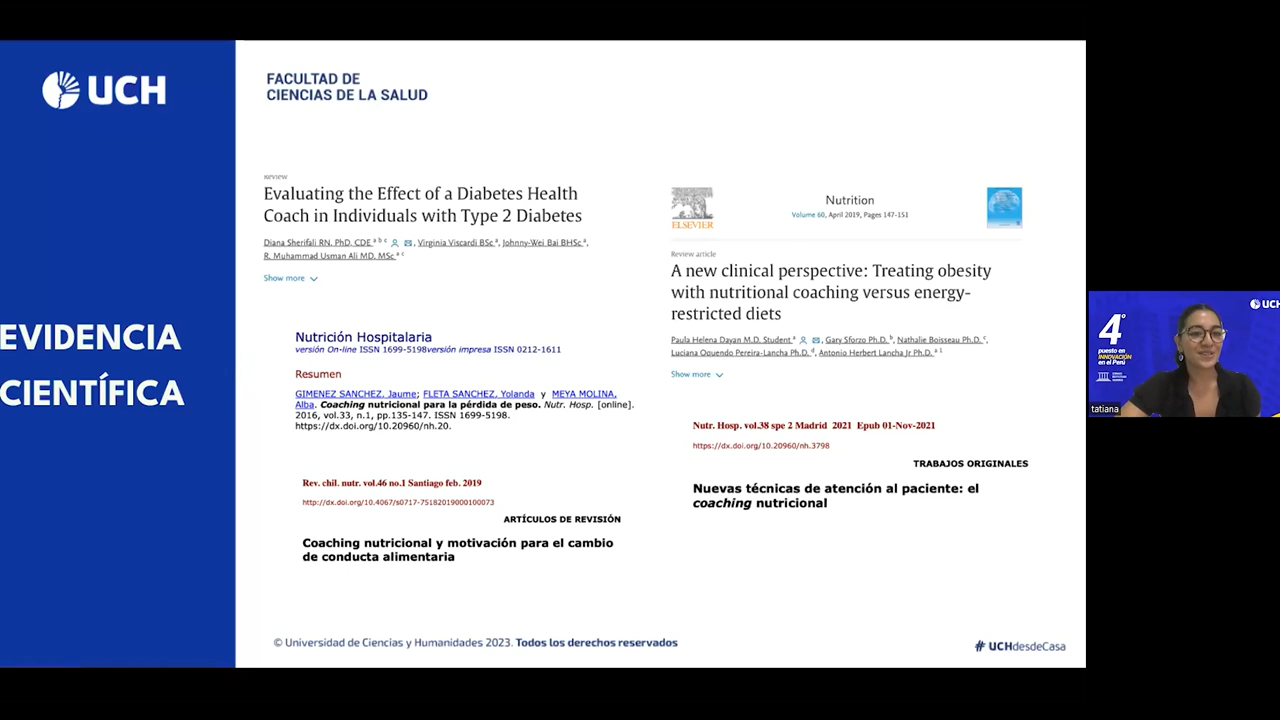 UCH
EVIDENCIA
CIENTÍFICA
FACULTAD DE
CIENCIAS DE LA SALUD
Review
Evaluating the Effect of a Diabetes Health
Coach in Individuals with Type 2 Diabetes
Diana Sherifali RN, PhD, CDE a b c, Virginia Viscardi BSc a, Johnny-Wei Bai BHSc a,
R. Muhammad Usman Ali MD, MSc a c
Show more
Nutrición Hospitalaria
versión On-line ISSN 1699-5198versión impresa ISSN 0212-1611
Resumen
GIMENEZ SANCHEZ, Jaume; FLETA SANCHEZ, Yolanda y MEYA MOLINA,
Alba. Coaching nutricional para la pérdida de peso. Nutr. Hosp. [online].
2016, vol.33, n.1, pp.135-147. ISSN 1699-5198.
https://dx.doi.org/10.20960/nh.20.
Rev. chil. nutr. vol.46 no.1 Santiago feb. 2019
http://dx.doi.org/10.4067/s0717-75182019000100073
ARTÍCULOS DE REVISIÓN
Coaching nutricional y motivación para el cambio
de conducta alimentaria
ELSEVIER
Nutrition
Volume 60, April 2019, Pages 147-151
Review article
A new clinical perspective: Treating obesity
with nutritional coaching versus energy-
restricted diets
Paula Helena Dayan M.D. Student a, Gary Sforzo Ph.D. b, Nathalie Boisseau Ph.D. c,
Luciana Oquendo Pereira-Lancha Ph.D. d, Antonio Herbert Lancha Jr Ph.D. a 1
Show more
Nutr. Hosp. vol.38 spe 2 Madrid 2021 Epub 01-Nov-2021
https://dx.doi.org/10.20960/nh.3798
TRABAJOS ORIGINALES
Nuevas técnicas de atención al paciente: el
coaching nutricional
© Universidad de Ciencias y Humanidades 2023. Todos los derechos reservados
#UCHdesdeCasa
UCH
4°
puesto en
INNOVACIÓN
en el Perú
tatiana